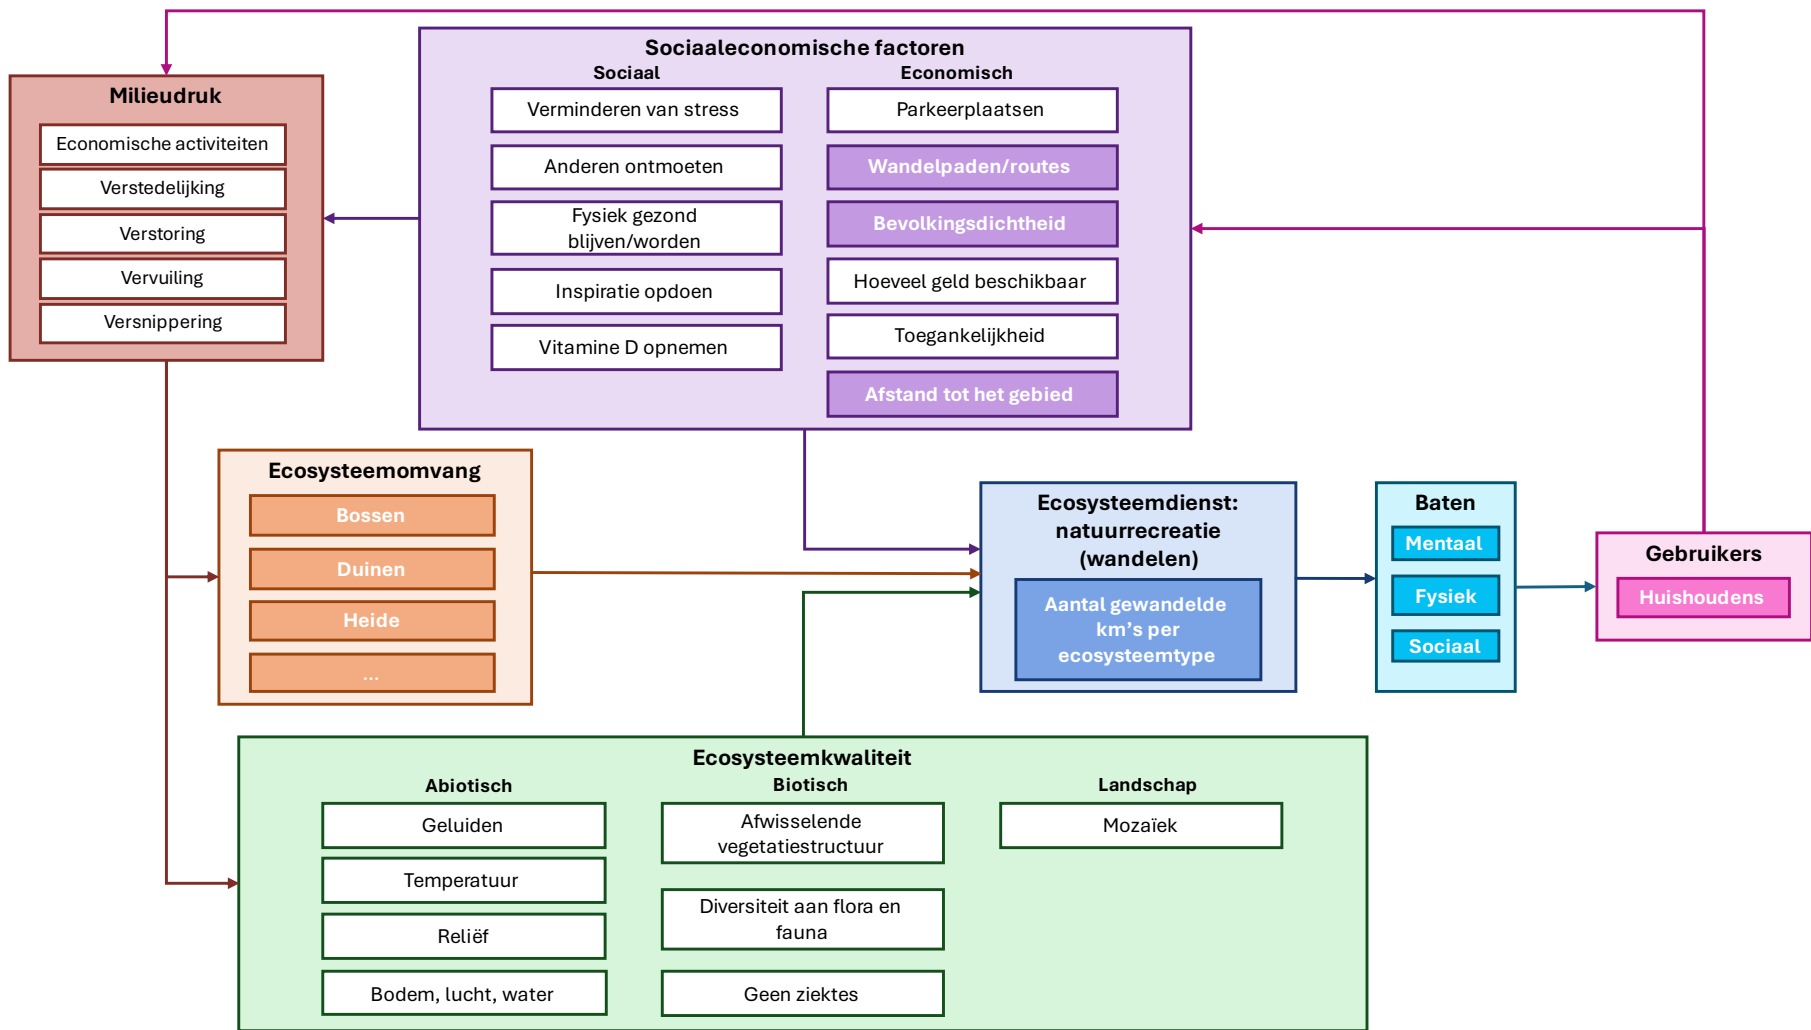 Sociaaleconomische factoren
Sociaal
Economisch
Verminderen van stress
Anderen ontmoeten
Fysiek gezond
blijven/worden
Inspiratie opdoen
Vitamine D opnemen
Parkeerplaatsen
Wandelpaden/routes
Bevolkingsdichtheid
Hoeveel geld beschikbaar
Toegankelijkheid
Afstand tot het gebied
Milieudruk
Economische activiteiten
Verstedelijking
Verstoring
Vervuiling
Versnippering
Ecosysteemomvang
Bossen
Duinen
Heide
...
Ecosysteemdienst:
natuurrecreatie
(wandelen)
Aantal gewandelde
km’s per
ecosysteemtype
Baten
Mentaal
Fysiek
Sociaal
Gebruikers
Huishoudens
Ecosysteemkwaliteit
Abiotisch
Geluiden
Temperatuur
Reliëf
Bodem, lucht, water
Biotisch
Afwisselende
vegetatiestructuur
Diversiteit aan flora en
fauna
Geen ziektes
Landschap
Mozaïek